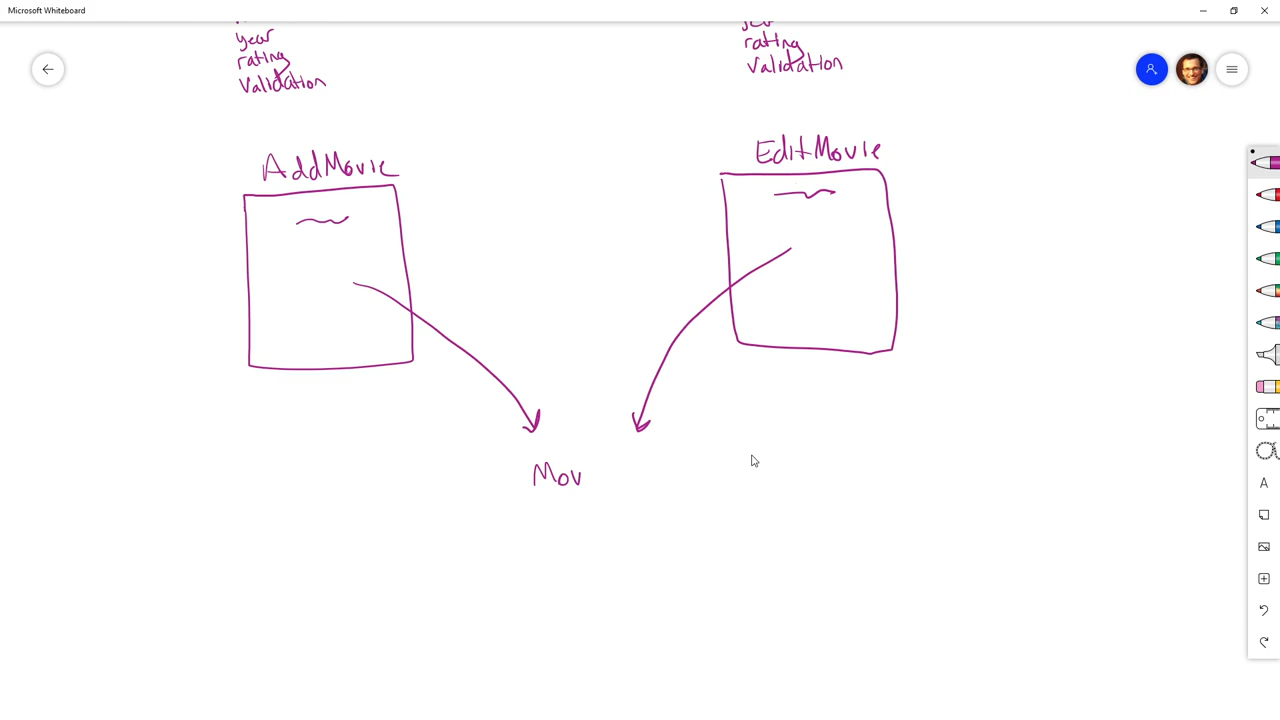 Microsoft Whiteboard
year
rating
Validation
rating
Validation
AddMovie
EditMovie
Mov
A